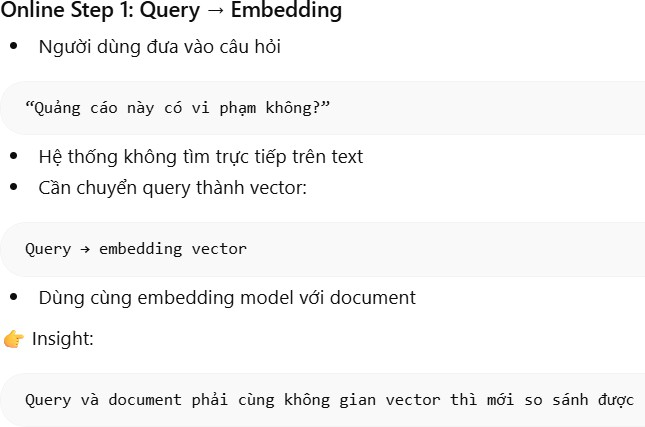 Online Step 1: Query → Embedding
• Người dùng đưa vào câu hỏi
“Quảng cáo này có vi phạm không?”
• Hệ thống không tìm trực tiếp trên text
• Cần chuyển query thành vector:
Query → embedding vector
• Dùng cùng embedding model với document
👉 Insight:
Query và document phải cùng không gian vector thì mới so sánh được